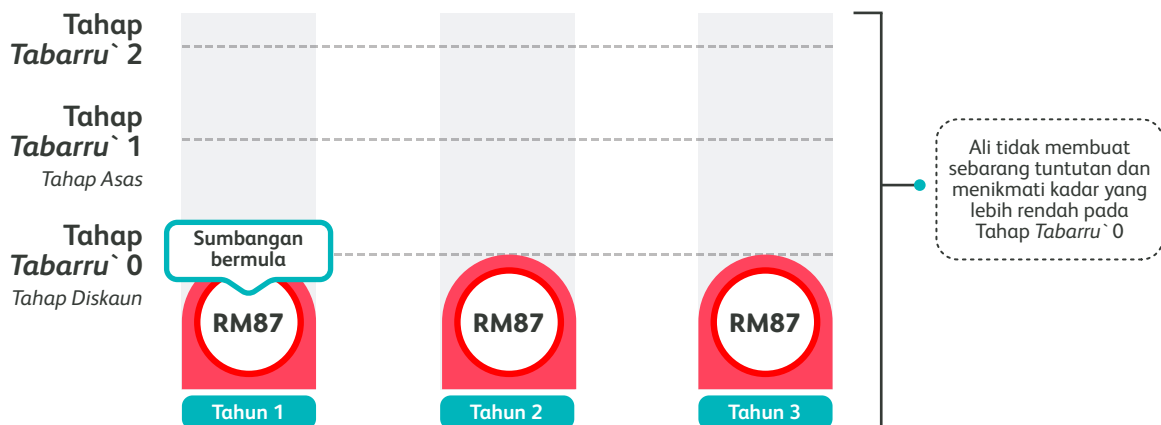 Tahap
Tabarru` 2
Tahap
Tabarru` 1
Tahap Asas
Tahap
Tabarru` 0
Tahap Diskaun
Sumbangan
bermula
RM87
RM87
RM87
Tahun 1
Tahun 2
Tahun 3
Ali tidak membuat
sebarang tuntutan dan
menikmati kadar yang
lebih rendah pada
Tahap Tabarru` 0